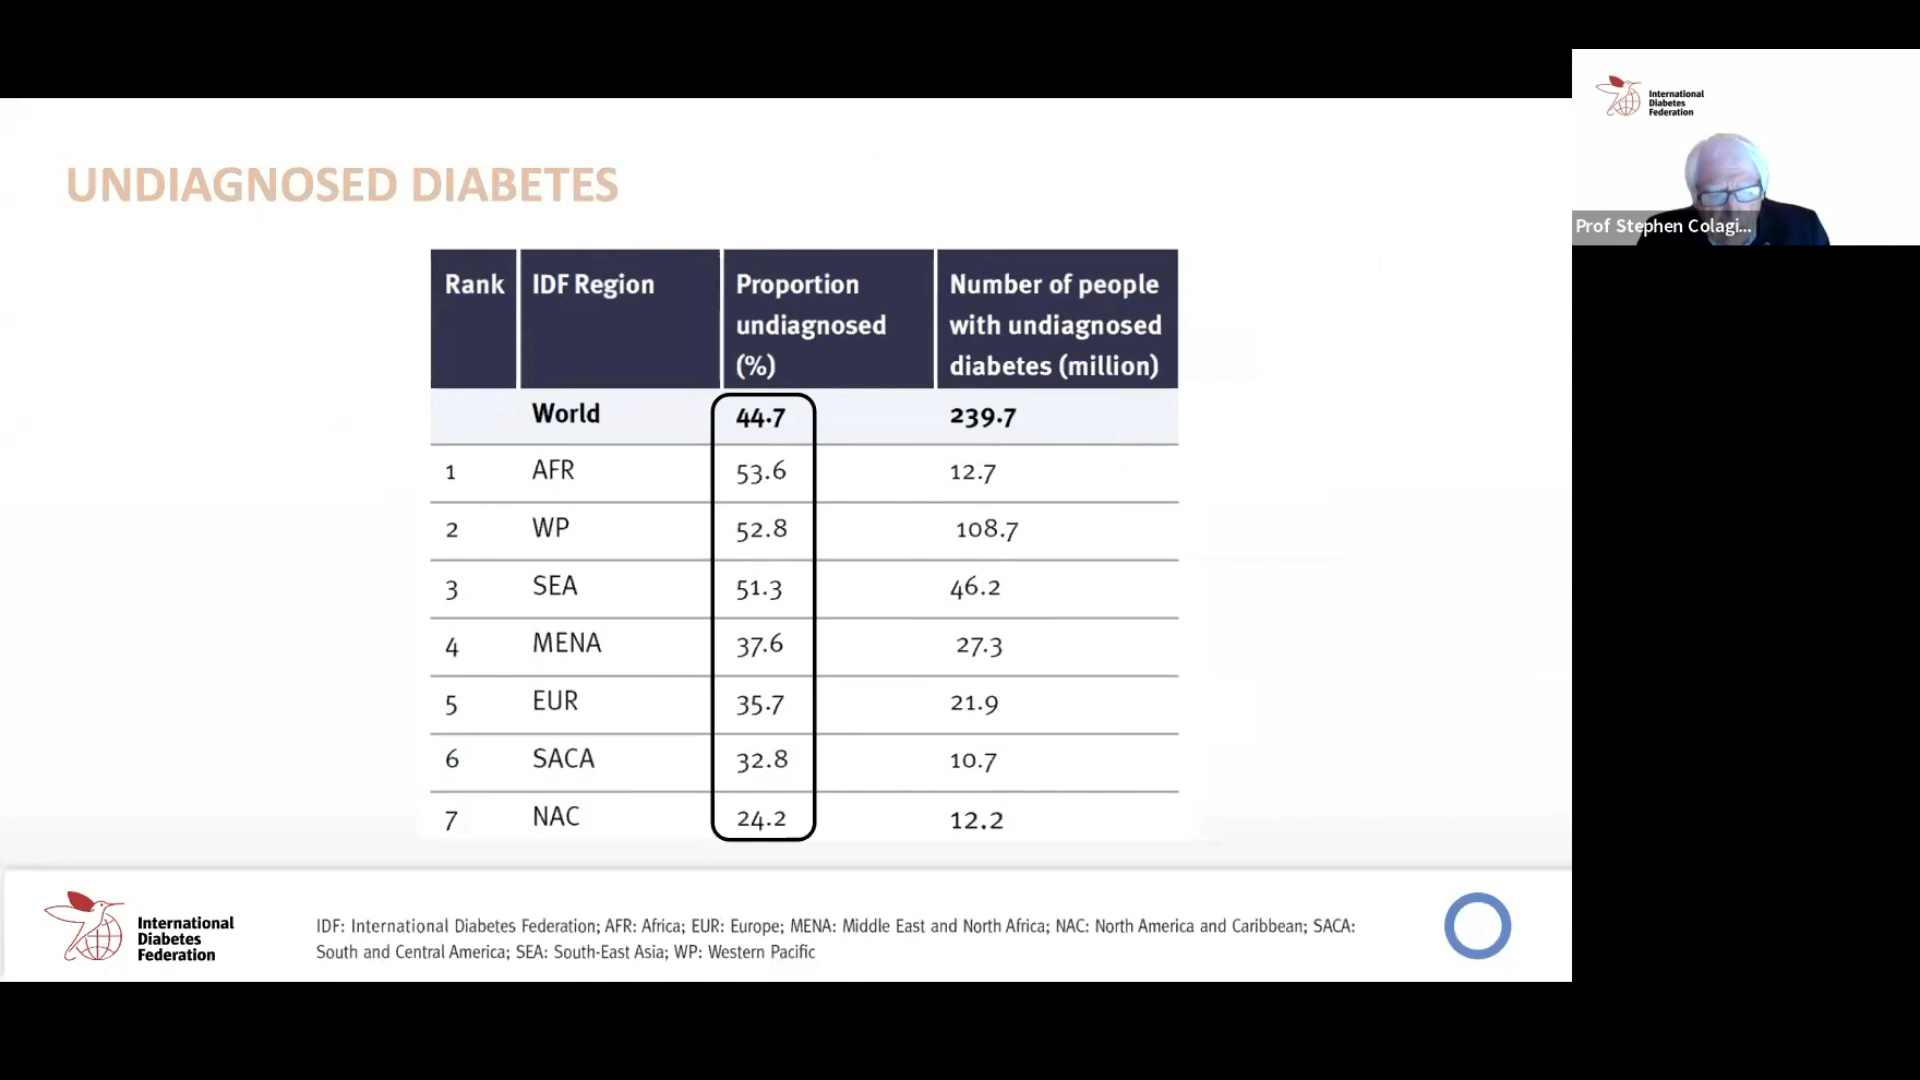 International
Diabetes
Federation
Prof Stephen Colagi...
UNDIAGNOSED DIABETES
Rank IDF Region Proportion undiagnosed (%) Number of people with undiagnosed diabetes (million)
World 44.7 239.7
1 AFR 53.6 12.7
2 WP 52.8 108.7
3 SEA 51.3 46.2
4 MENA 37.6 27.3
5 EUR 35.7 21.9
6 SACA 32.8 10.7
7 NAC 24.2 12.2
International
Diabetes
Federation
IDF: International Diabetes Federation; AFR: Africa; EUR: Europe; MENA: Middle East and North Africa; NAC: North America and Caribbean; SACA:
South and Central America; SEA: South-East Asia; WP: Western Pacific